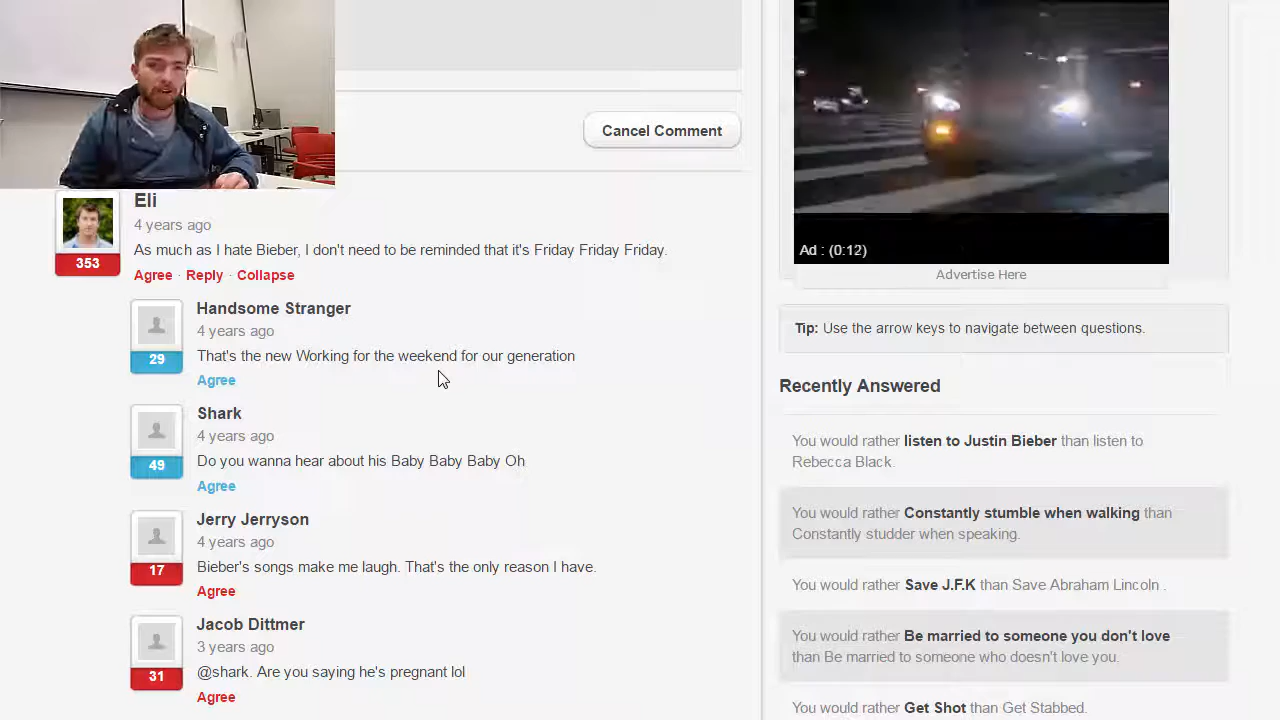 Cancel Comment
Eli
4 years ago
As much as I hate Bieber, I don't need to be reminded that it's Friday Friday Friday.
353
Agree · Reply · Collapse
Handsome Stranger
4 years ago
That's the new Working for the weekend for our generation
29
Agree
Shark
4 years ago
Do you wanna hear about his Baby Baby Baby Oh
49
Agree
Jerry Jerryson
4 years ago
Bieber's songs make me laugh. That's the only reason I have.
17
Agree
Jacob Dittmer
3 years ago
@shark. Are you saying he's pregnant lol
31
Agree
Ad : (0:12)
Advertise Here
Tip: Use the arrow keys to navigate between questions.
Recently Answered
You would rather listen to Justin Bieber than listen to
Rebecca Black.
You would rather Constantly stumble when walking than
Constantly studder when speaking.
You would rather Save J.F.K than Save Abraham Lincoln .
You would rather Be married to someone you don't love
than Be married to someone who doesn't love you.
You would rather Get Shot than Get Stabbed.